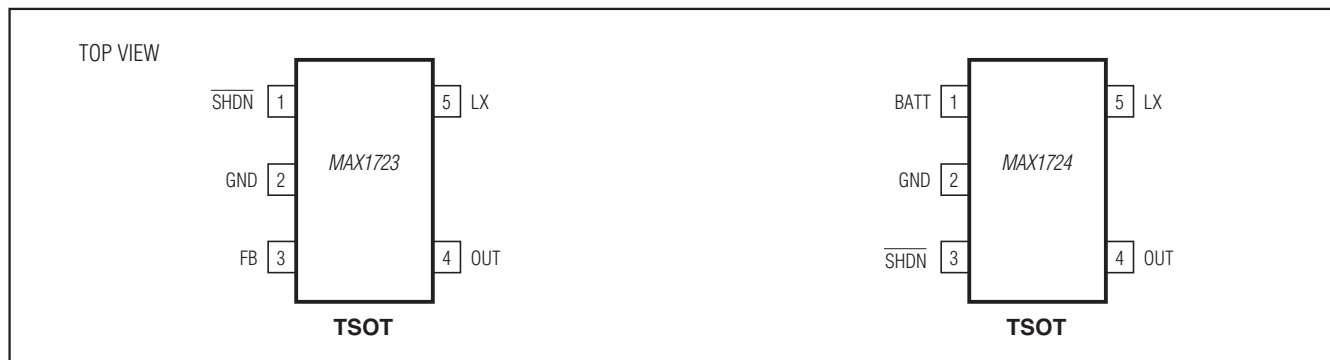 TOP VIEW
SHDN 1 5 LX
MAX1723
GND 2
FB 3 4 OUT
TSOT
BATT 1 5 LX
MAX1724
GND 2
SHDN 3 4 OUT
TSOT